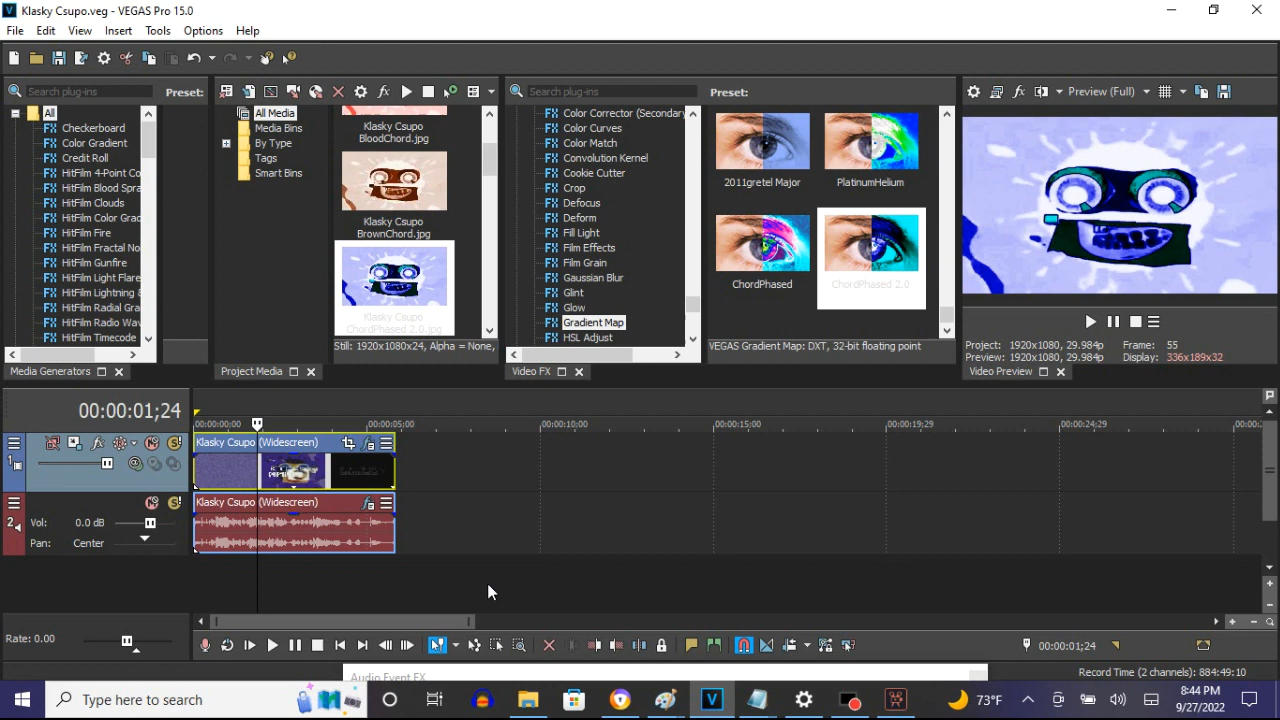 Klasky Csupo.veg - VEGAS Pro 15.0
File Edit View Insert Tools Options Help
Search plug-ins Preset:
All
Checkerboard
Color Gradient
Credit Roll
HitFilm 4-Point Co
HitFilm Blood Spra
HitFilm Clouds
HitFilm Color Grad
HitFilm Fire
HitFilm Fractal No
HitFilm Gunfire
HitFilm Light Flare
HitFilm Lightning &
HitFilm Radial Gra
HitFilm Radio Wav
HitFilm Timecode
Media Generators
All Media
Media Bins
By Type
Tags
Smart Bins
Klasky Csupo
BloodChord.jpg
Klasky Csupo
BrownChord.jpg
Klasky Csupo
ChordPhased 2.0.jpg
Still: 1920x1080x24, Alpha = None,
Project Media
Search plug-ins
Color Corrector (Secondary
Color Curves
Color Match
Convolution Kernel
Cookie Cutter
Crop
Defocus
Deform
Fill Light
Film Effects
Film Grain
Gaussian Blur
Glint
Glow
Gradient Map
HSL Adjust
Video FX
Preset:
2011gretel Major
PlatinumHelium
ChordPhased
ChordPhased 2.0
VEGAS Gradient Map: DXT, 32-bit floating point
Preview (Full)
Project: 1920x1080, 29.984p Frame: 55
Preview: 1920x1080, 29.984p Display: 336x189x32
Video Preview
00:00:01;24
00:00:00;00 00:00:05;00 00:00:10;00 00:00:15;00 00:00:19;29 00:00:24;29
1
Klasky Csupo (Widescreen)
2
Vol: 0.0 dB
Pan: Center
Klasky Csupo (Widescreen)
Rate: 0.00
00:00:01;24
Record Time (2 channels): 884:49:10
Audio Event FX
Type here to search
73°F
8:44 PM
9/27/2022